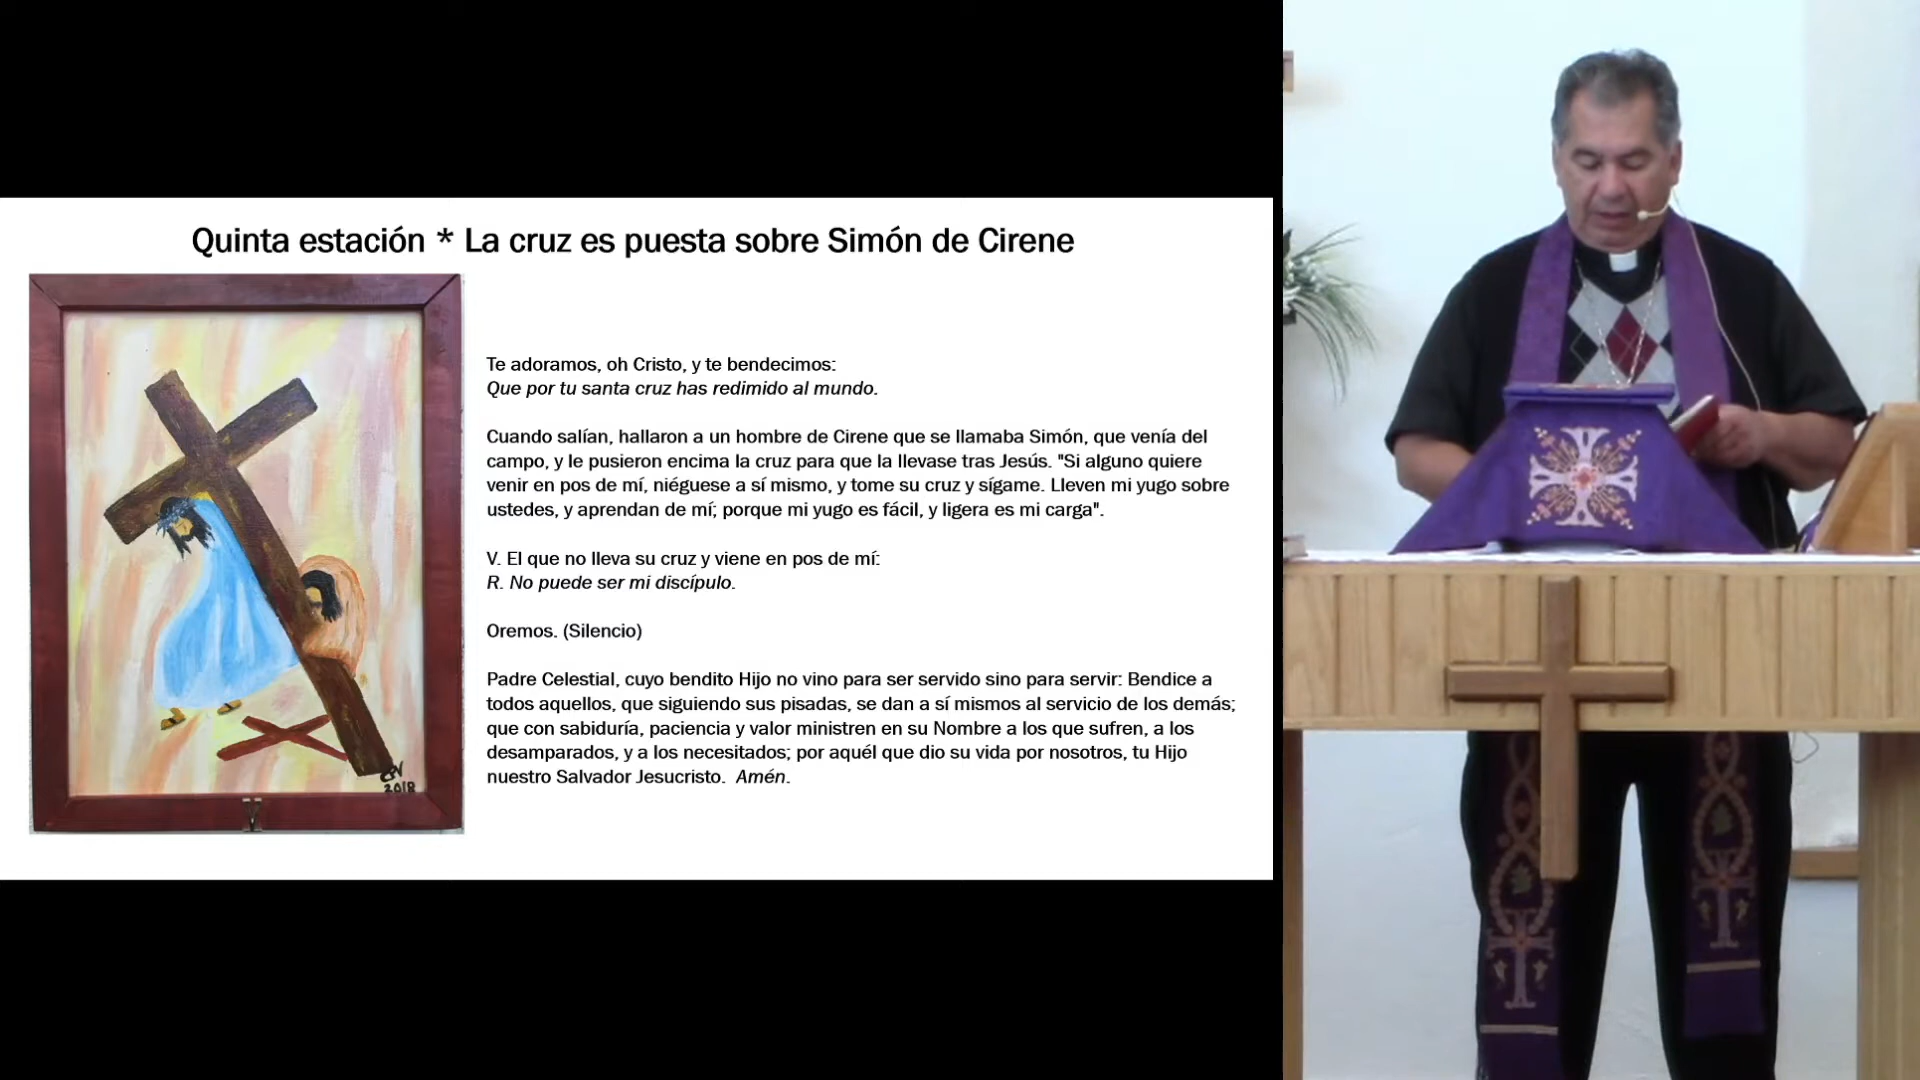 Quinta estación * La cruz es puesta sobre Simón de Cirene
Te adoramos, oh Cristo, y te bendecimos:
Que por tu santa cruz has redimido al mundo.
Cuando salían, hallaron a un hombre de Cirene que se llamaba Simón, que venía del
campo, y le pusieron encima la cruz para que la llevase tras Jesús. "Si alguno quiere
venir en pos de mí, niéguese a sí mismo, y tome su cruz y sígame. Lleven mi yugo sobre
ustedes, y aprendan de mí; porque mi yugo es fácil, y ligera es mi carga".
V. El que no lleva su cruz y viene en pos de mí:
R. No puede ser mi discípulo.
Oremos. (Silencio)
Padre Celestial, cuyo bendito Hijo no vino para ser servido sino para servir: Bendice a
todos aquellos, que siguiendo sus pisadas, se dan a sí mismos al servicio de los demás;
que con sabiduría, paciencia y valor ministren en su Nombre a los que sufren, a los
desamparados, y a los necesitados; por aquél que dio su vida por nosotros, tu Hijo
nuestro Salvador Jesucristo. Amén.
2018
V